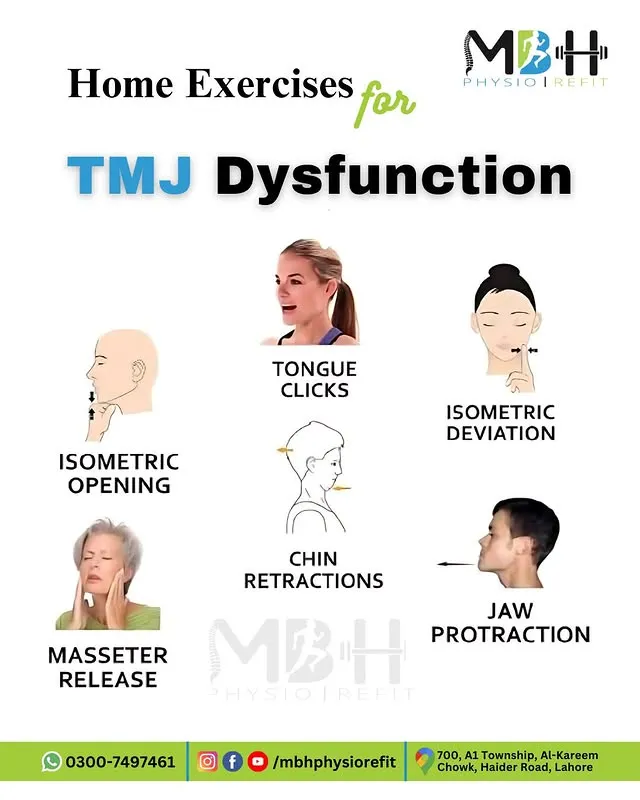 MBH
PHYSIO | REFIT
Home Exercises for
TMJ Dysfunction
TONGUE
CLICKS
ISOMETRIC
DEVIATION
ISOMETRIC
OPENING
CHIN
RETRACTIONS
JAW
PROTRACTION
MASSETER
RELEASE
MBH
PHYSIO | REFIT
0300-7497461
/mbhphysiorefit
700, A1 Township, Al-Kareem
Chowk, Haider Road, Lahore